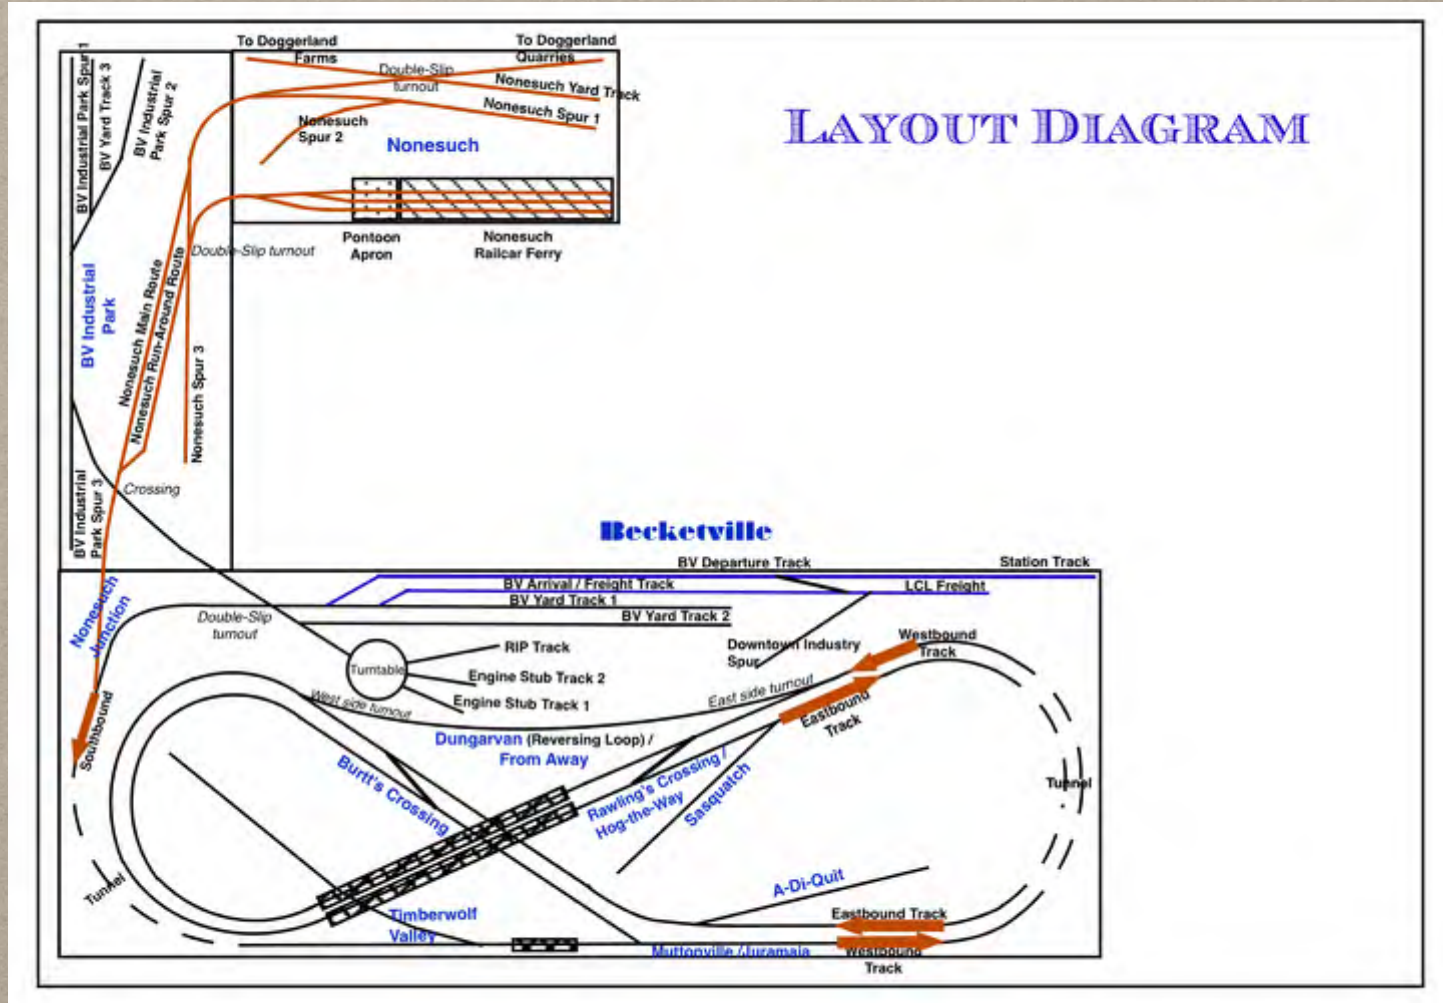 LAYOUT DIAGRAM
To Doggerland
Farms
To Doggerland
Quarries
Double-Slip
turnout
Nonesuch Yard Track
Nonesuch Spur 1
Nonesuch
Spur 2
Nonesuch
BV Industrial Park Spur 1
BV Yard Track 3
BV Industrial
Park Spur 2
Double-Slip turnout
Pontoon
Apron
Nonesuch
Railcar Ferry
BV Industrial
Park
Nonesuch Main Route
Nonesuch Run-Around Route
Nonesuch Spur 3
BV Industrial
Park Spur 3
Crossing
Becketville
BV Departure Track
Station Track
BV Arrival / Freight Track
LCL Freight
BV Yard Track 1
BV Yard Track 2
Nonesuch
Junction
Double-Slip
turnout
Turntable
RIP Track
Engine Stub Track 2
Engine Stub Track 1
Downtown Industry
Spur
Westbound
Track
West side turnout
East side turnout
Eastbound
Track
Southbound
Dungarvan (Reversing Loop) /
From Away
Burtt's Crossing
Rawling's Crossing /
Hog-the-Way
Sasquatch
Tunnel
Tunnel
A-Di-Quit
Timberwolf
Valley
Eastbound Track
Muttonville /Juramaia
Westbound
Track